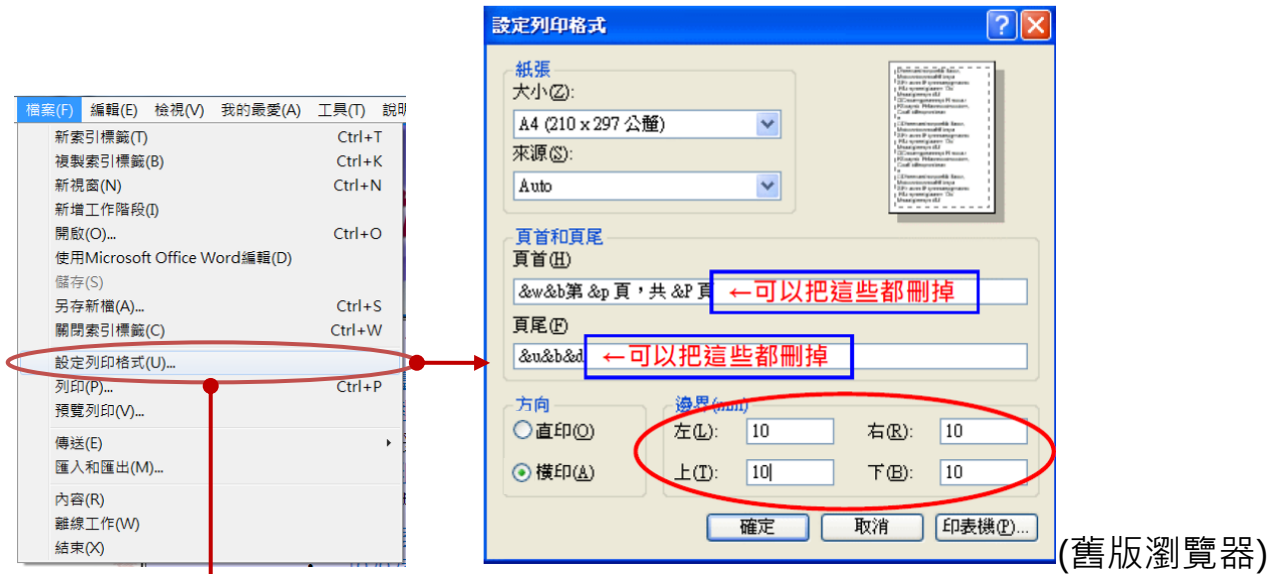 檔案(F) 編輯(E) 檢視(V) 我的最愛(A) 工具(T) 說明
新索引標籤(T) Ctrl+T
複製索引標籤(B) Ctrl+K
新視窗(N) Ctrl+N
新增工作階段(I)
開啟(O)... Ctrl+O
使用Microsoft Office Word編輯(D)
儲存(S)
另存新檔(A)... Ctrl+S
關閉索引標籤(C) Ctrl+W
設定列印格式(U)...
列印(P)... Ctrl+P
預覽列印(V)...
傳送(E)
匯入和匯出(M)...
內容(R)
離線工作(W)
結束(X)
設定列印格式
紙張
大小(Z):
A4 (210 x 297 公釐)
來源(S):
Auto
頁首和頁尾
頁首(H)
&w&b第 &p 頁，共 &P 頁 ←可以把這些都刪掉
頁尾(F)
&u&b&d ←可以把這些都刪掉
方向
直印(O)
橫印(A)
邊界(mm)
左(L): 10 右(R): 10
上(T): 10 下(B): 10
確定 取消 印表機(P)...
(舊版瀏覽器)